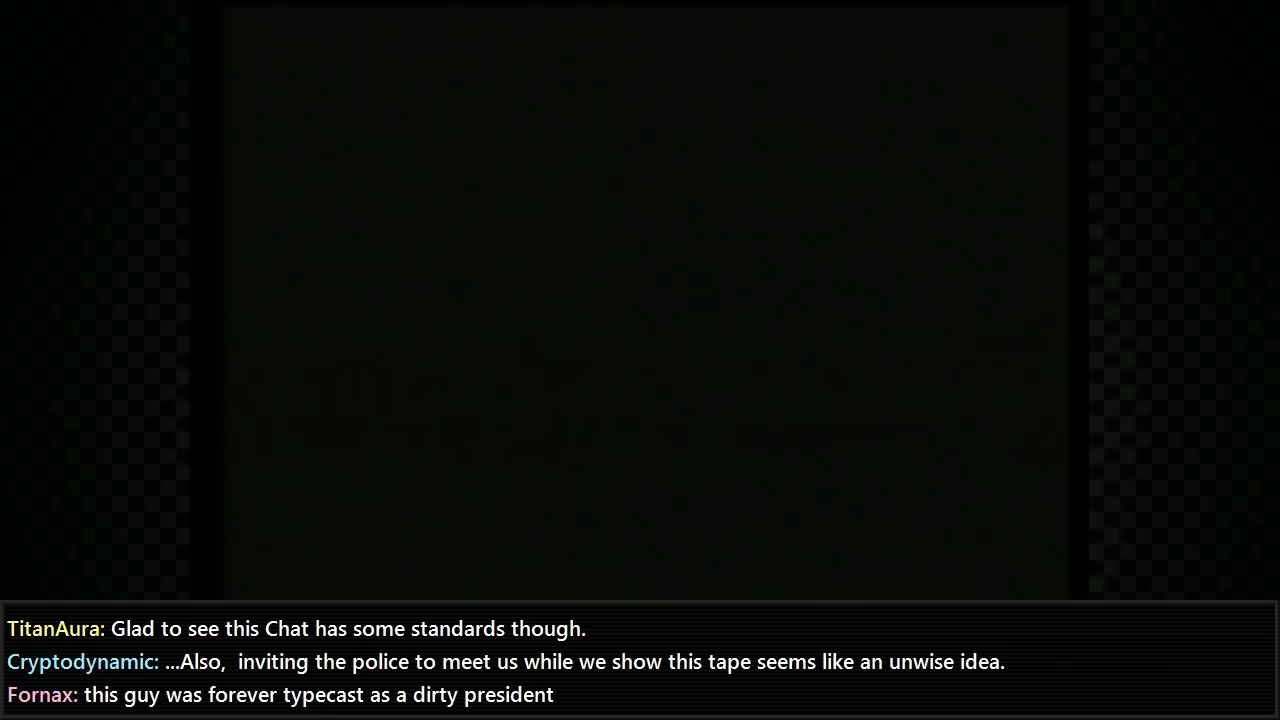 TitanAura: Glad to see this Chat has some standards though.
Cryptodynamic: ...Also,  inviting the police to meet us while we show this tape seems like an unwise idea.
Fornax: this guy was forever typecast as a dirty president